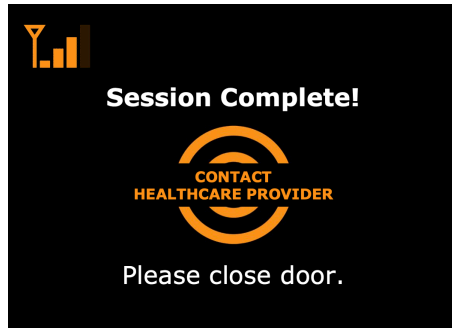 Session Complete!
CONTACT
HEALTHCARE PROVIDER
Please close door.